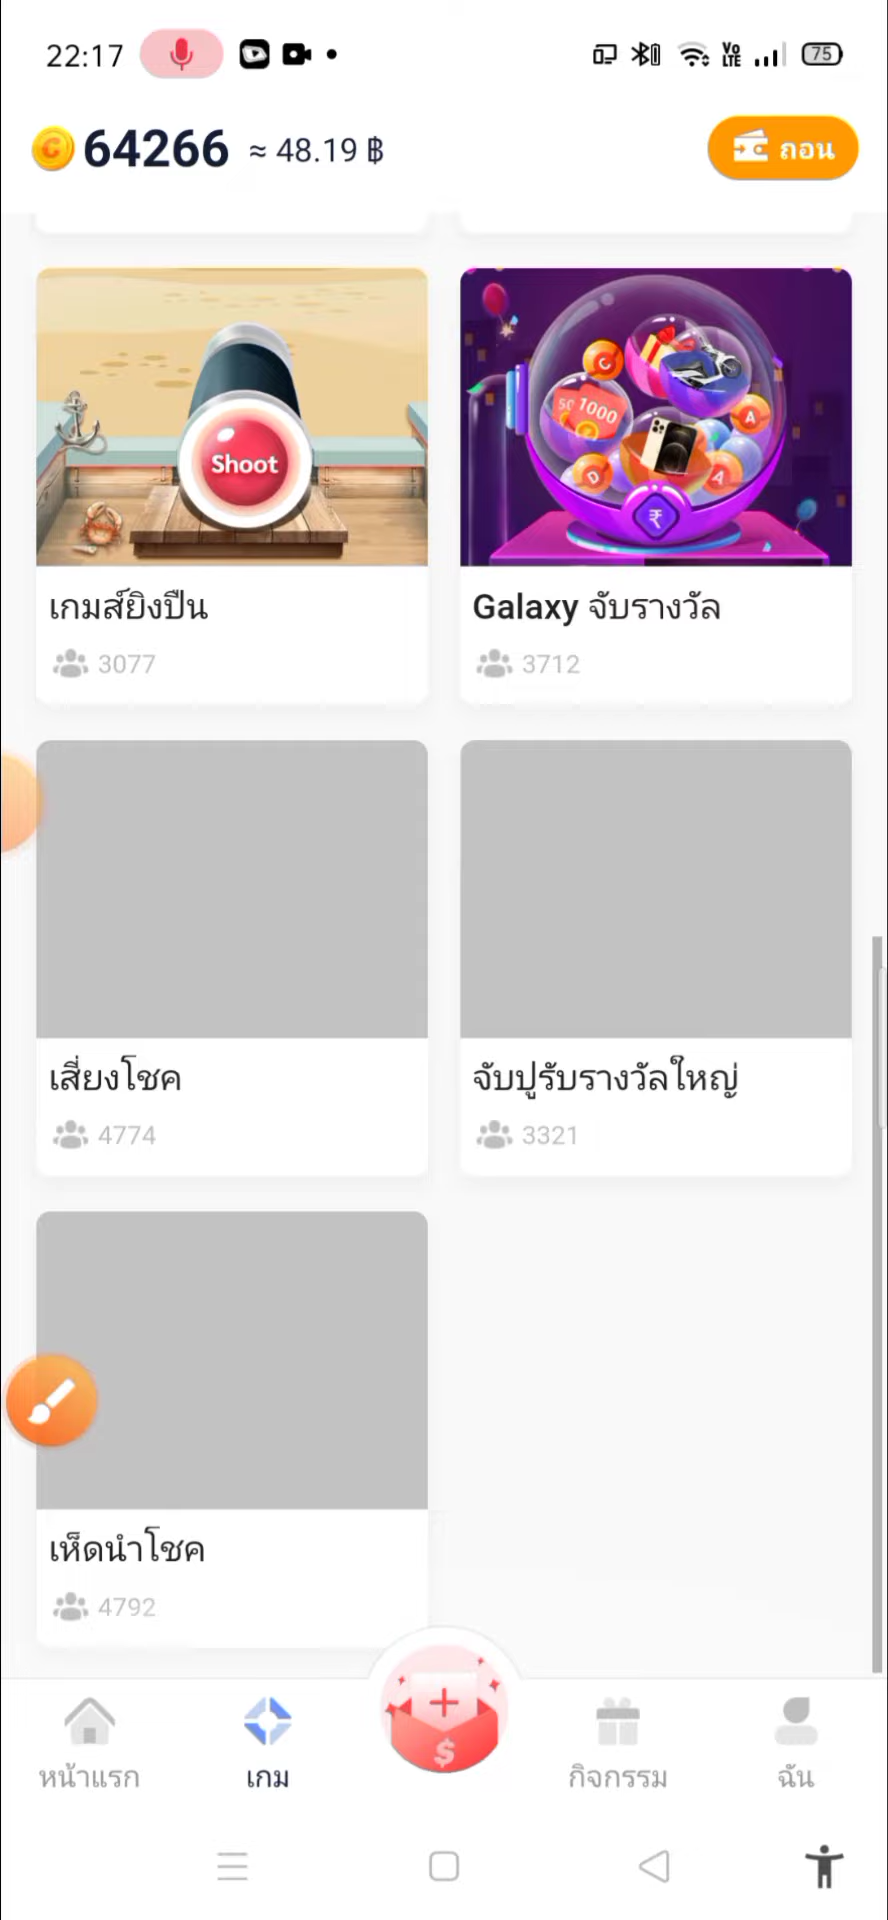 22:17
VO LTE
75
64266 ≈ 48.19 ฿
ถอน
Shoot
C
1000
A
D
A
₹
เกมส์ยิงปืน
Galaxy จับรางวัล
3077
3712
เสี่ยงโชค
จับปูรับรางวัลใหญ่
4774
3321
เห็ดนำโชค
4792
$
หน้าแรก
เกม
กิจกรรม
ฉัน